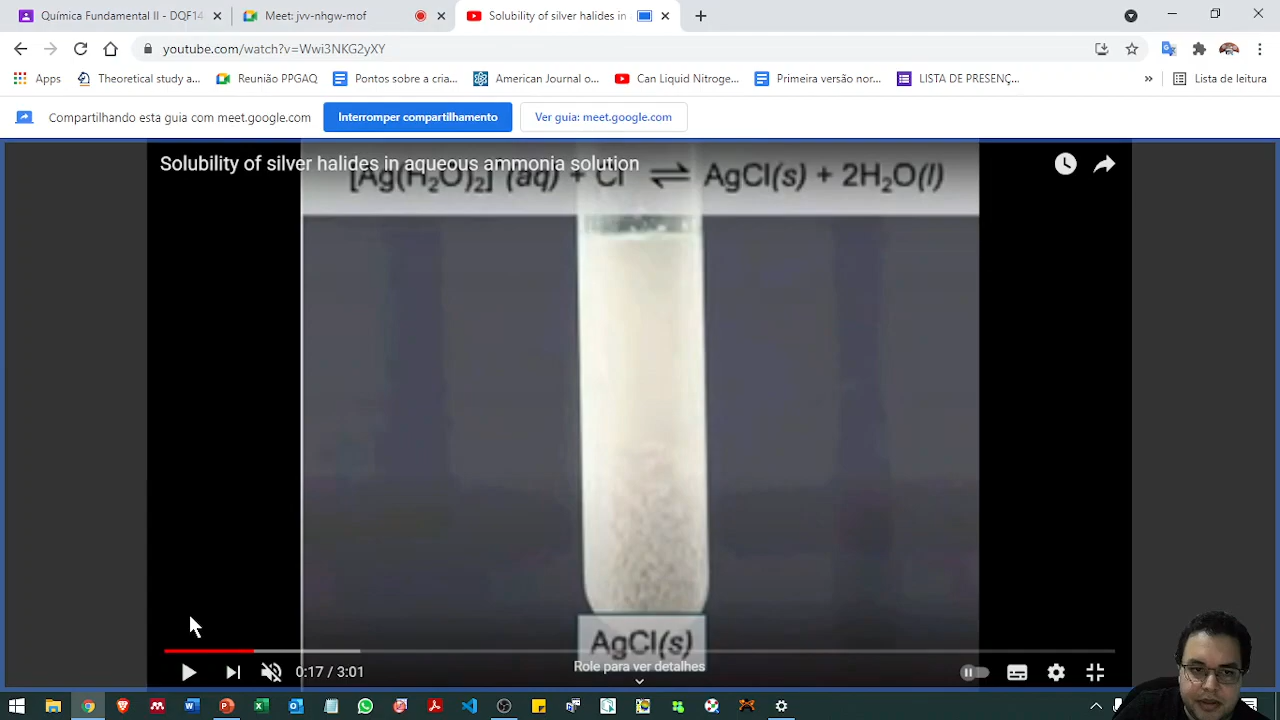 Química Fundamental II - DQF14
Meet: jvv-nhgw-mof
Solubility of silver halides in
youtube.com/watch?v=Wwi3NKG2yXY
Apps
Theoretical study a...
Reunião PPGAQ
Pontos sobre a cria...
American Journal o...
Can Liquid Nitroge...
Primeira versão nor...
LISTA DE PRESENÇ...
»
Lista de leitura
Compartilhando esta guia com meet.google.com
Interromper compartilhamento
Ver guia: meet.google.com
Solubility of silver halides in aqueous ammonia solution
[Ag(H₂O)₂]⁺(aq) + Cl⁻ ⇌ AgCl(s) + 2H₂O(l)
AgCl(s)
Role para ver detalhes
0:17 / 3:01